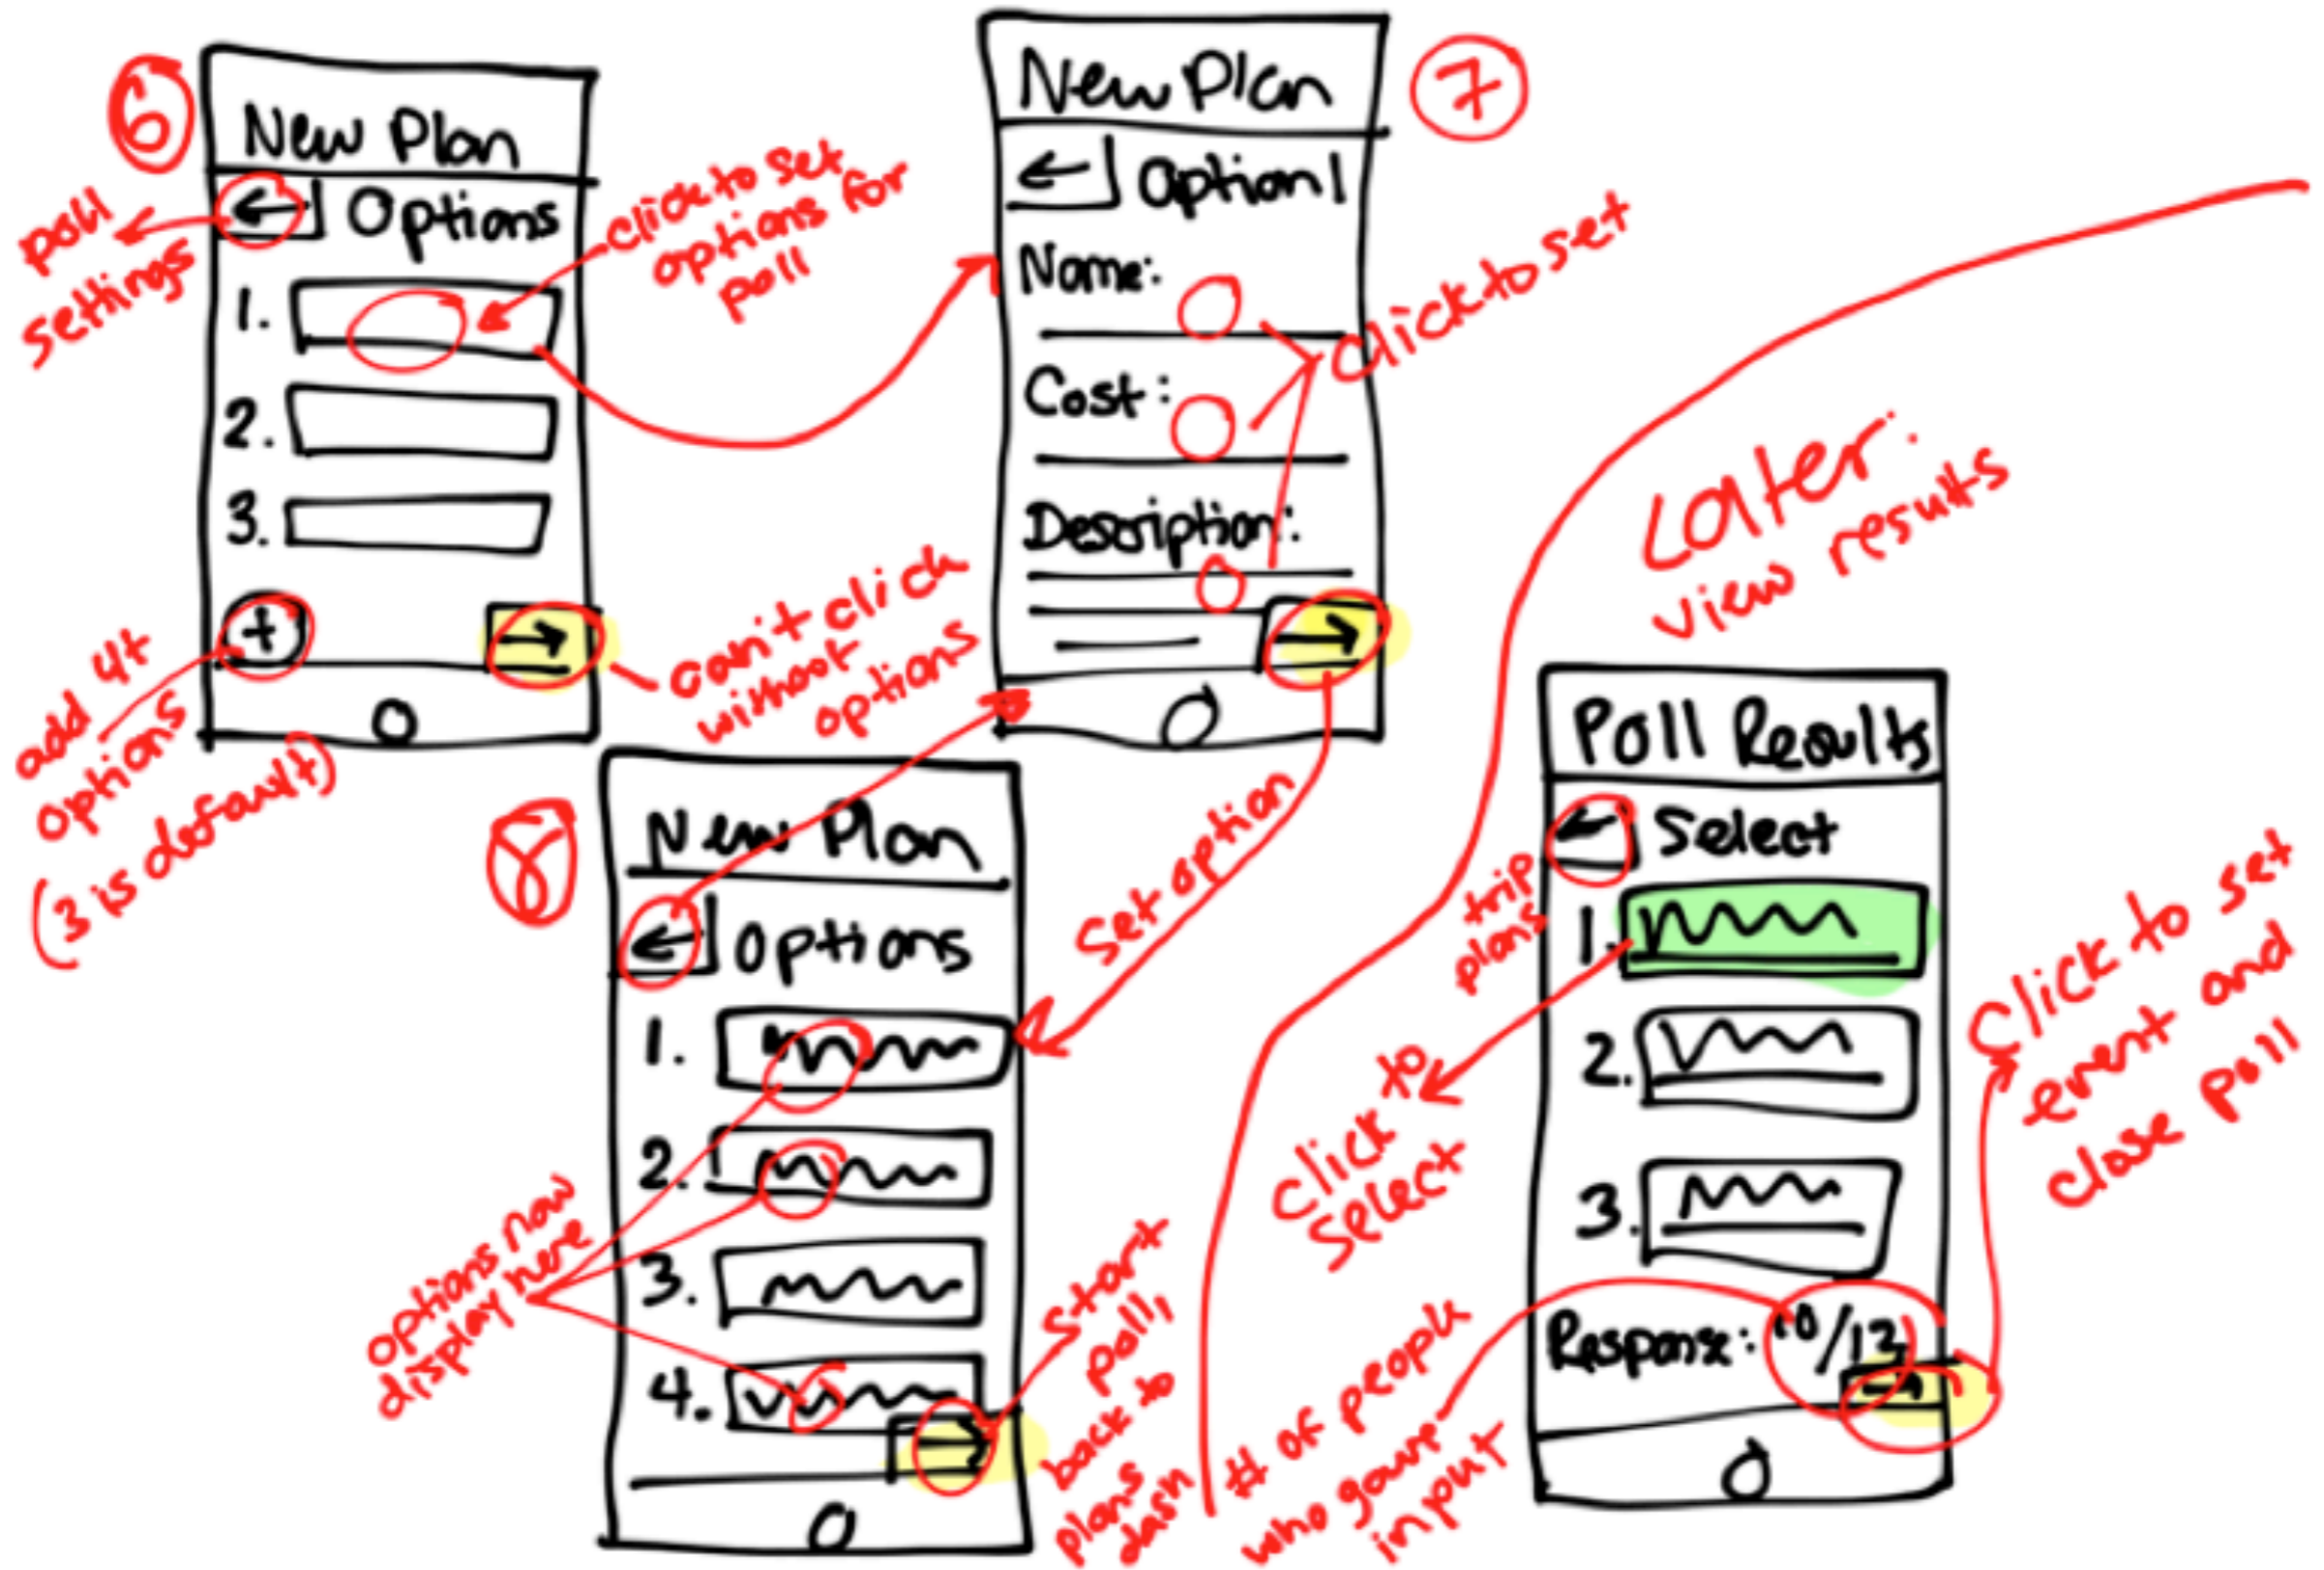 6
New Plan
Options
1.
2.
3.
+
poll
settings
click to set
options for
poll
add 4+
options
(3 is default)
can't click
without
options
7
New Plan
Option 1
Name:
Cost:
Description:
click to set
set option
8
New Plan
options
1.
2.
3.
4.
options now
display here
start
poll,
back to
plans
dash
Later:
view results
Poll Results
Select
1.
2.
3.
Response: 10/12
trip
plans
click to
select
# of people
who gave
input
click to set
event and
close poll